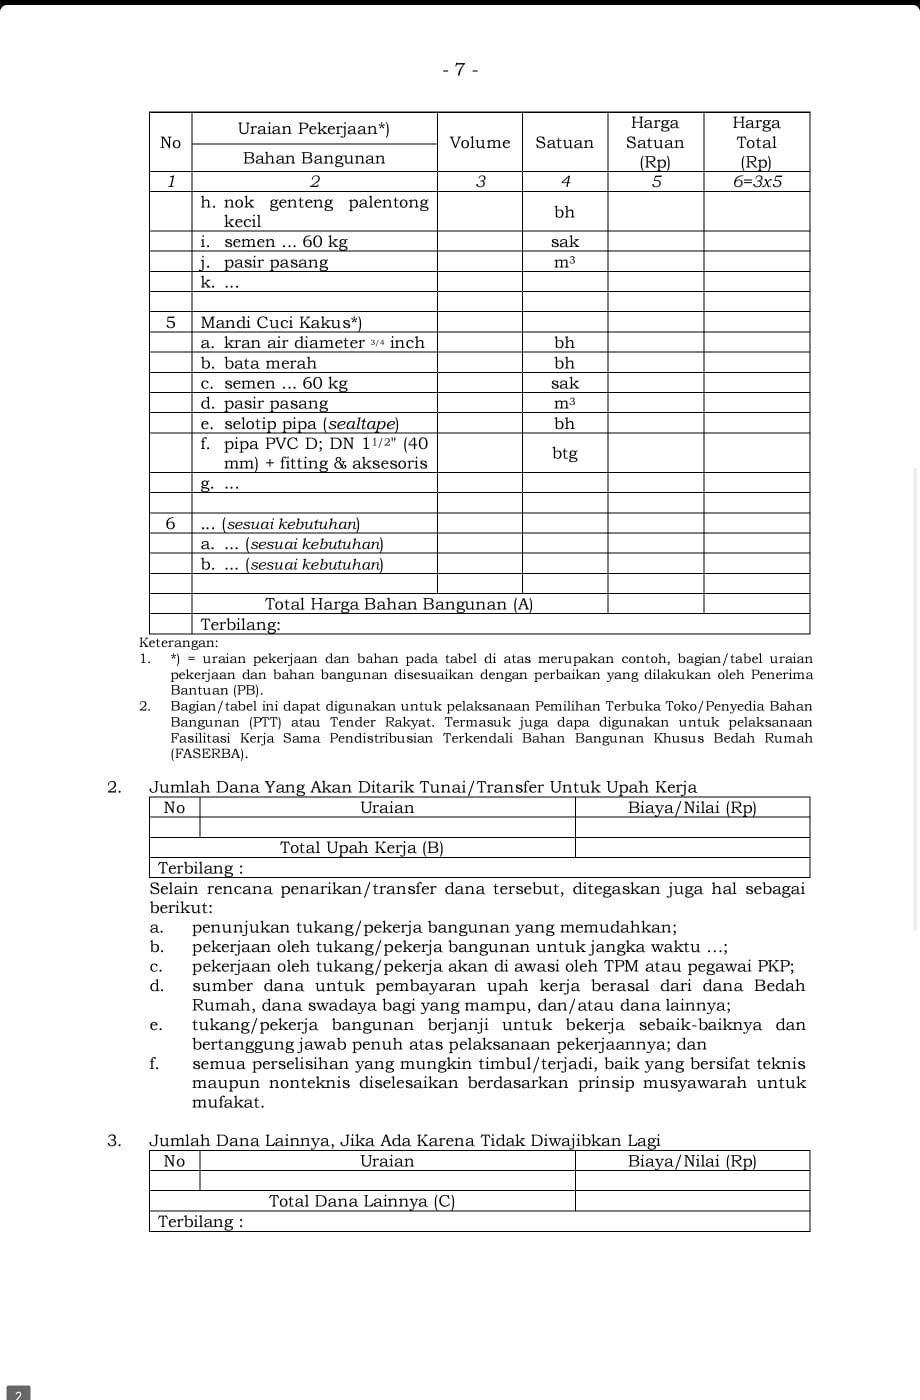 - 7 -
No Uraian Pekerjaan*) Volume Satuan Harga Satuan (Rp) Harga Total (Rp)
Bahan Bangunan
1 2 3 4 5 6=3x5
h. nok genteng palentong kecil bh
i. semen ... 60 kg sak
j. pasir pasang m³
k. ...
5 Mandi Cuci Kakus*)
a. kran air diameter 3/4 inch bh
b. bata merah bh
c. semen ... 60 kg sak
d. pasir pasang m³
e. selotip pipa (sealtape) bh
f. pipa PVC D; DN 1 1/2" (40 mm) + fitting & aksesoris btg
g. ...
6 ... (sesuai kebutuhan)
a. ... (sesuai kebutuhan)
b. ... (sesuai kebutuhan)
Total Harga Bahan Bangunan (A)
Terbilang:
Keterangan:
1. *) = uraian pekerjaan dan bahan pada tabel di atas merupakan contoh, bagian/tabel uraian
pekerjaan dan bahan bangunan disesuaikan dengan perbaikan yang dilakukan oleh Penerima
Bantuan (PB).
2. Bagian/tabel ini dapat digunakan untuk pelaksanaan Pemilihan Terbuka Toko/Penyedia Bahan
Bangunan (PTT) atau Tender Rakyat. Termasuk juga dapa digunakan untuk pelaksanaan
Fasilitasi Kerja Sama Pendistribusian Terkendali Bahan Bangunan Khusus Bedah Rumah
(FASERBA).
2. Jumlah Dana Yang Akan Ditarik Tunai/Transfer Untuk Upah Kerja
No Uraian Biaya/Nilai (Rp)
Total Upah Kerja (B)
Terbilang :
Selain rencana penarikan/transfer dana tersebut, ditegaskan juga hal sebagai
berikut:
a. penunjukan tukang/pekerja bangunan yang memudahkan;
b. pekerjaan oleh tukang/pekerja bangunan untuk jangka waktu ...;
c. pekerjaan oleh tukang/pekerja akan di awasi oleh TPM atau pegawai PKP;
d. sumber dana untuk pembayaran upah kerja berasal dari dana Bedah
Rumah, dana swadaya bagi yang mampu, dan/atau dana lainnya;
e. tukang/pekerja bangunan berjanji untuk bekerja sebaik-baiknya dan
bertanggung jawab penuh atas pelaksanaan pekerjaannya; dan
f. semua perselisihan yang mungkin timbul/terjadi, baik yang bersifat teknis
maupun nonteknis diselesaikan berdasarkan prinsip musyawarah untuk
mufakat.
3. Jumlah Dana Lainnya, Jika Ada Karena Tidak Diwajibkan Lagi
No Uraian Biaya/Nilai (Rp)
Total Dana Lainnya (C)
Terbilang :
2